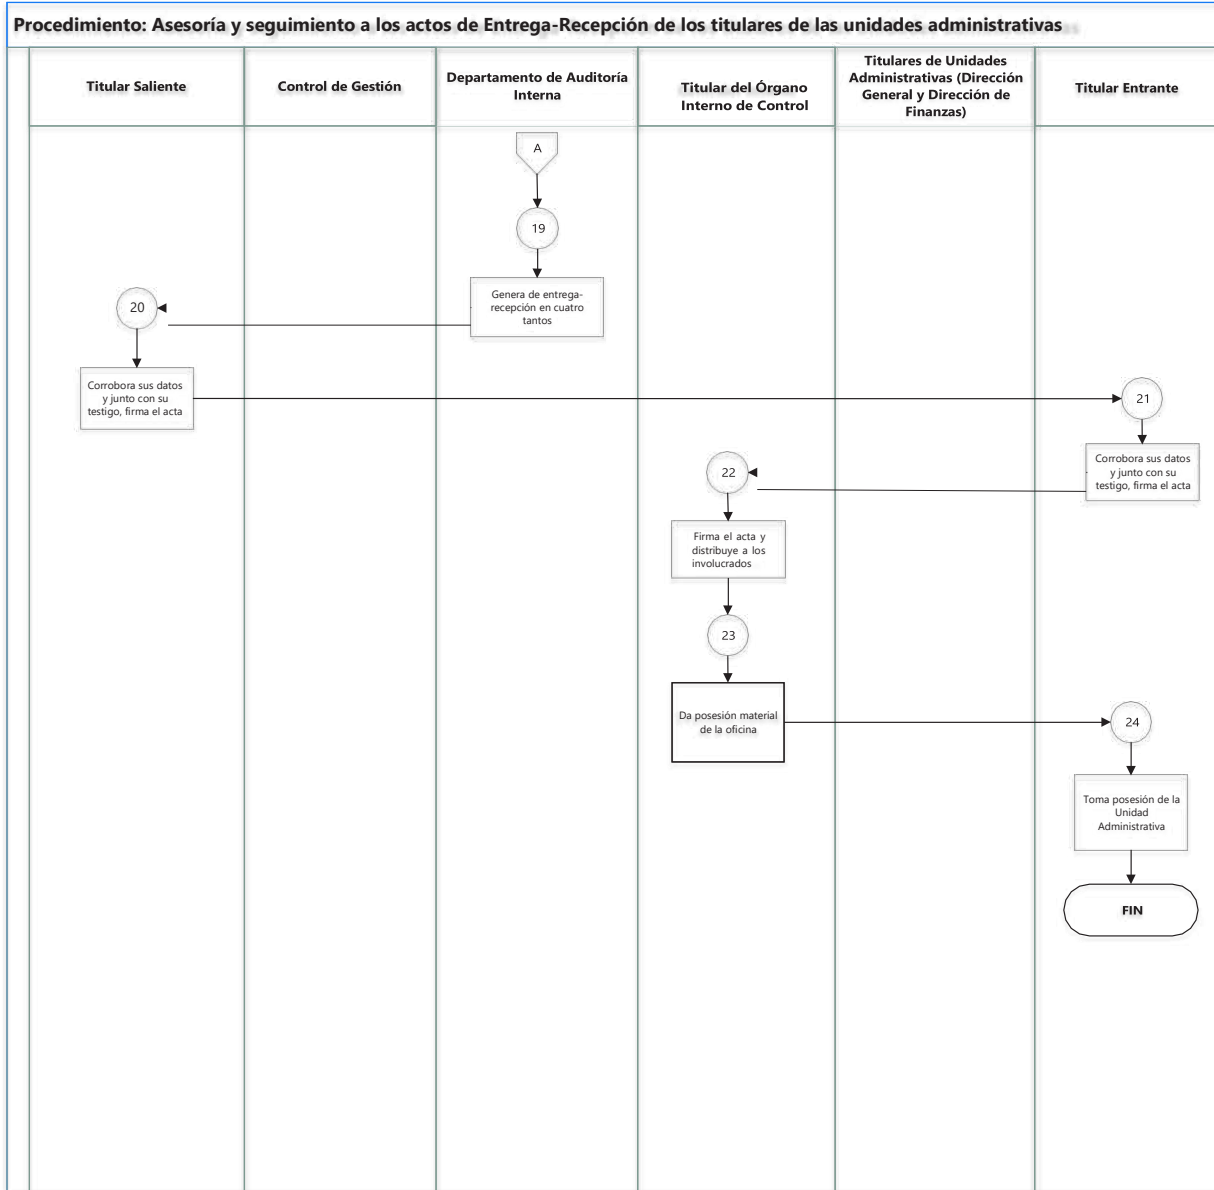 Procedimiento: Asesoría y seguimiento a los actos de Entrega-Recepción de los titulares de las unidades administrativas
Titular Saliente
Control de Gestión
Departamento de Auditoría
Interna
Titular del Órgano
Interno de Control
Titulares de Unidades
Administrativas (Dirección
General y Dirección de
Finanzas)
Titular Entrante
A
19
Genera de entrega-
recepción en cuatro
tantos
20
Corrobora sus datos
y junto con su
testigo, firma el acta
21
Corrobora sus datos
y junto con su
testigo, firma el acta
22
Firma el acta y
distribuye a los
involucrados
23
Da posesión material
de la oficina
24
Toma posesión de la
Unidad
Administrativa
FIN